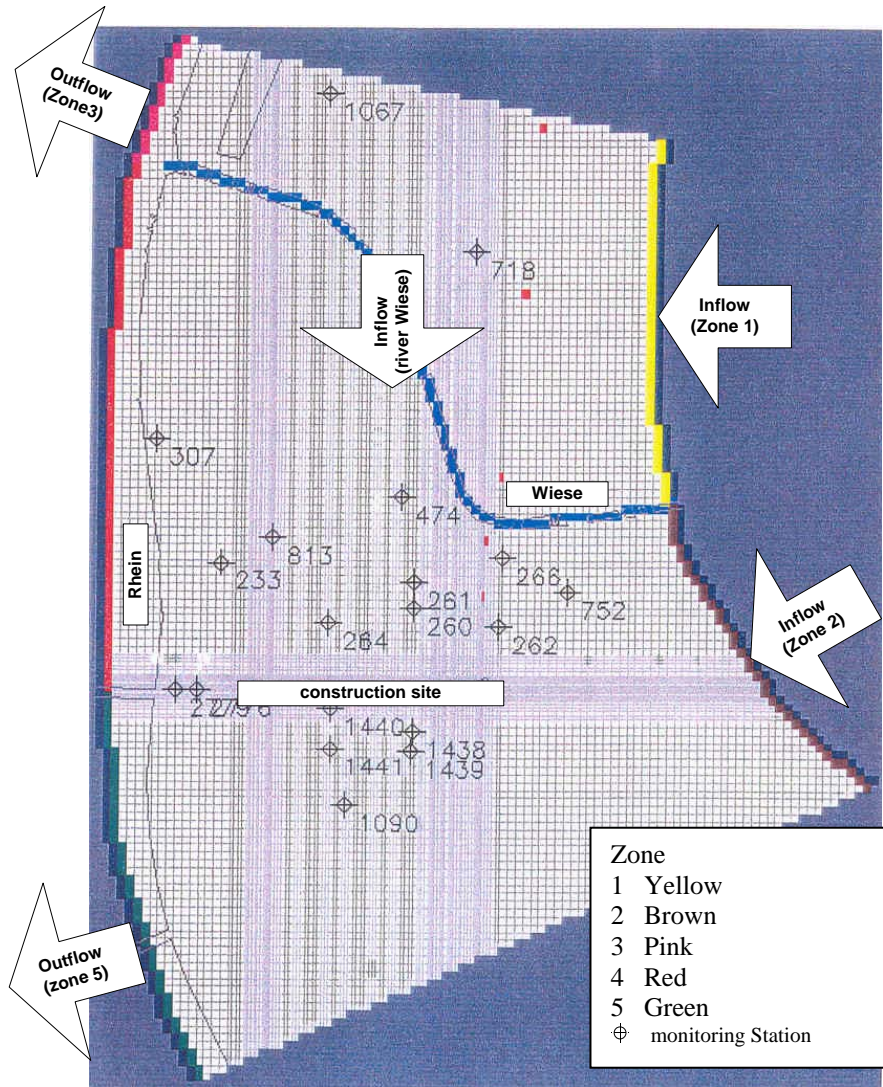 Outflow
(Zone3)
1067
718
Inflow
(Zone 1)
Inflow
(river Wiese)
307
474
Wiese
813
233
266
752
261
260
264
262
Rhein
Inflow
(Zone 2)
construction site
1440
1438
1441
1439
1090
Outflow
(zone 5)
Zone
1 Yellow
2 Brown
3 Pink
4 Red
5 Green
monitoring Station